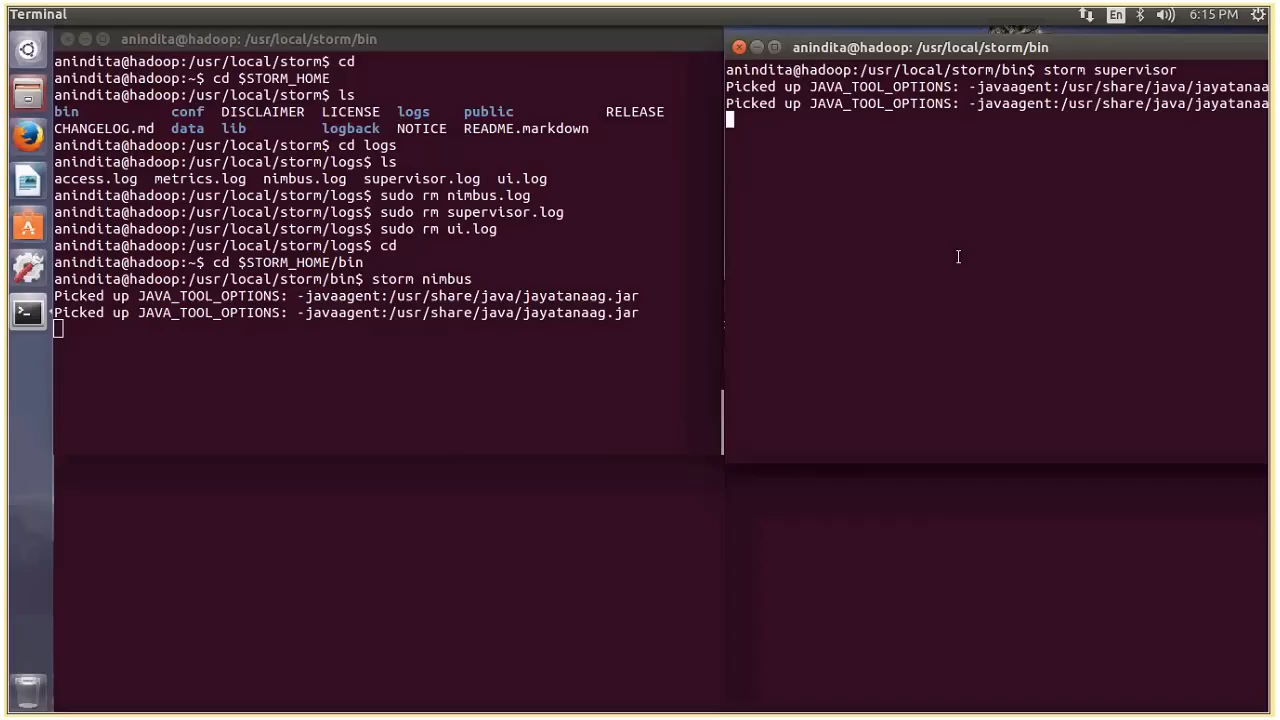 Terminal
En
6:15 PM
anindita@hadoop: /usr/local/storm/bin
anindita@hadoop:/usr/local/storm$ cd
anindita@hadoop:~$ cd $STORM_HOME
anindita@hadoop:/usr/local/storm$ ls
bin conf DISCLAIMER LICENSE logs public RELEASE
CHANGELOG.md data lib logback NOTICE README.markdown
anindita@hadoop:/usr/local/storm$ cd logs
anindita@hadoop:/usr/local/storm/logs$ ls
access.log metrics.log nimbus.log supervisor.log ui.log
anindita@hadoop:/usr/local/storm/logs$ sudo rm nimbus.log
anindita@hadoop:/usr/local/storm/logs$ sudo rm supervisor.log
anindita@hadoop:/usr/local/storm/logs$ sudo rm ui.log
anindita@hadoop:/usr/local/storm/logs$ cd
anindita@hadoop:~$ cd $STORM_HOME/bin
anindita@hadoop:/usr/local/storm/bin$ storm nimbus
Picked up JAVA_TOOL_OPTIONS: -javaagent:/usr/share/java/jayatanaag.jar
Picked up JAVA_TOOL_OPTIONS: -javaagent:/usr/share/java/jayatanaag.jar
anindita@hadoop: /usr/local/storm/bin
anindita@hadoop:/usr/local/storm/bin$ storm supervisor
Picked up JAVA_TOOL_OPTIONS: -javaagent:/usr/share/java/jayatanaa
Picked up JAVA_TOOL_OPTIONS: -javaagent:/usr/share/java/jayatanaa